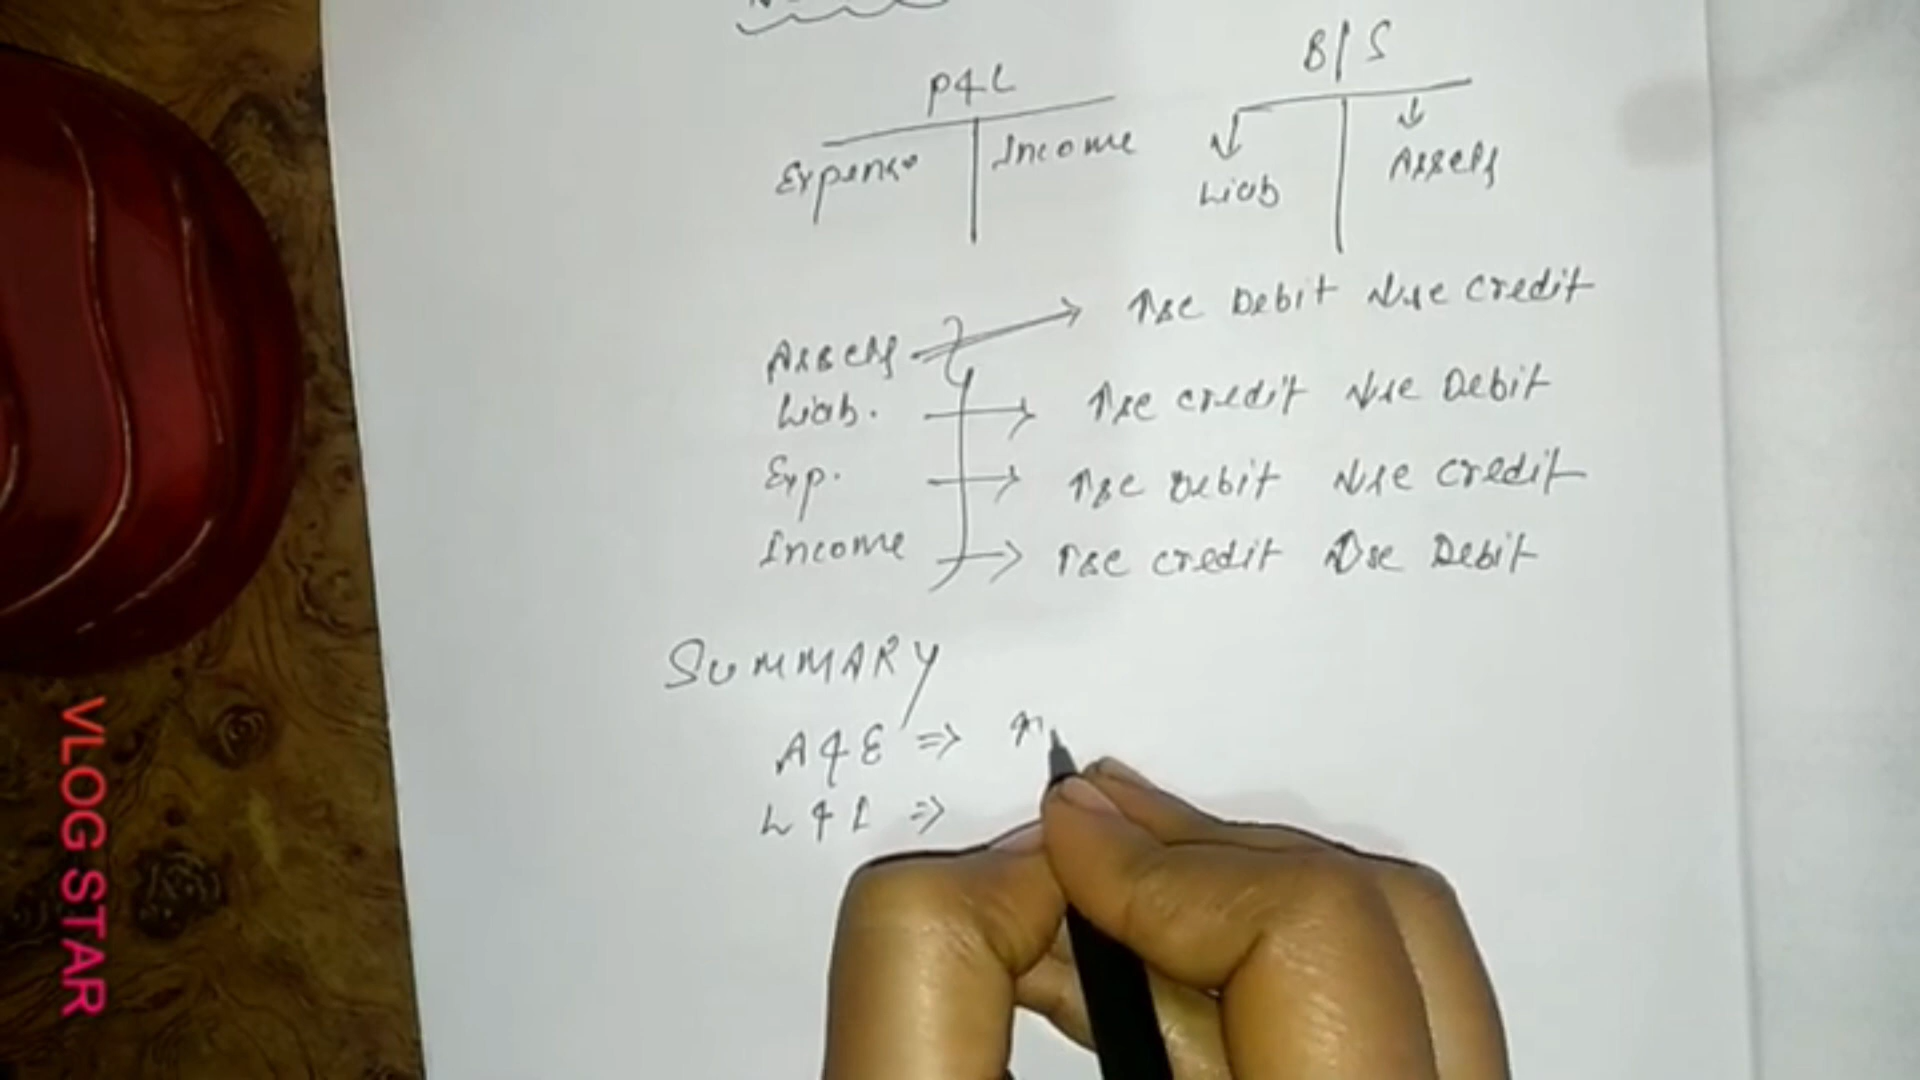 P&L
B/S
Expense | Income
Liab | Assets
Assets → ↑se Debit ↓se credit
Liab. → ↑se credit ↓se Debit
Exp. → ↑se Debit ↓se credit
Income → ↑se credit ↓se Debit
SUMMARY
A & E ⇒
L & I ⇒
VLOG STAR